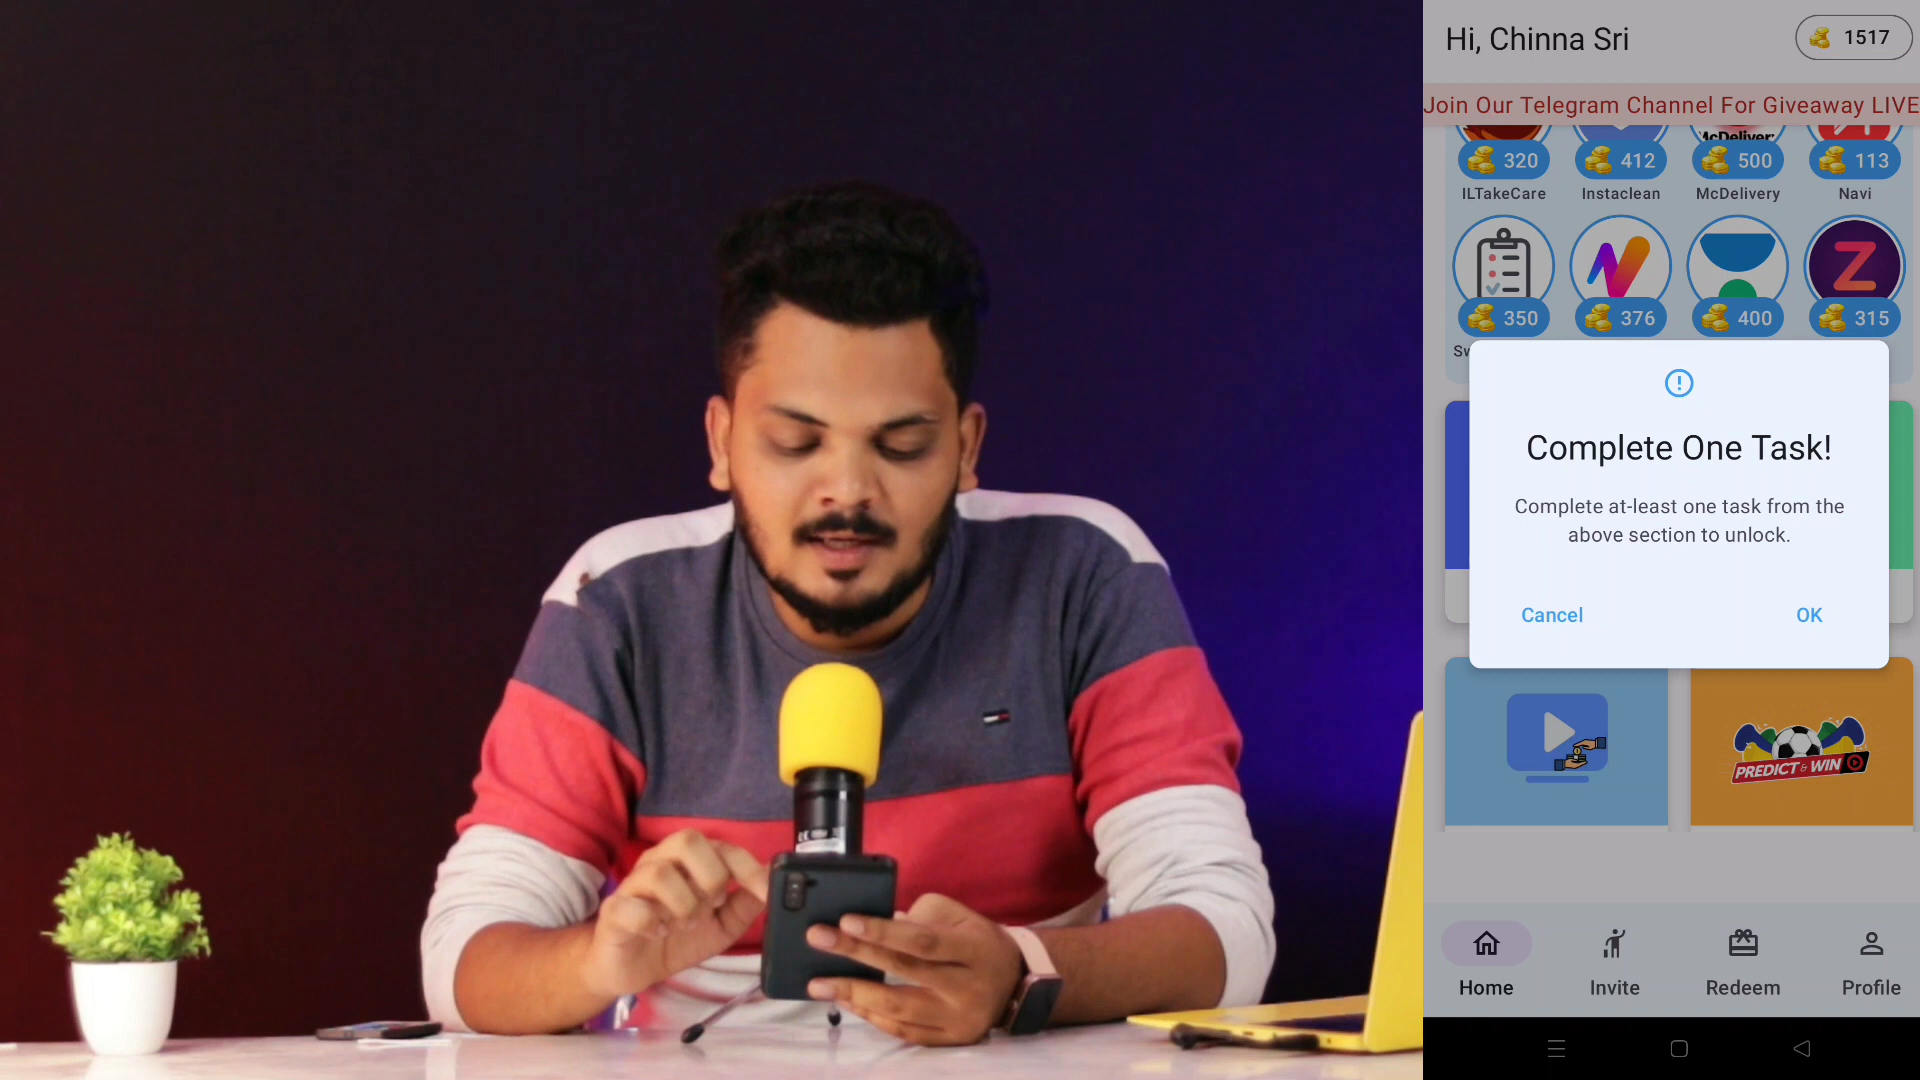 Hi, Chinna Sri
1517
Join Our Telegram Channel For Giveaway LIVE
McDelivery
320 412 500 113
ILTakeCare Instaclean McDelivery Navi
350 376 400 315
Complete One Task!
Complete at-least one task from the
above section to unlock.
Cancel OK
PREDICT & WIN
Home Invite Redeem Profile